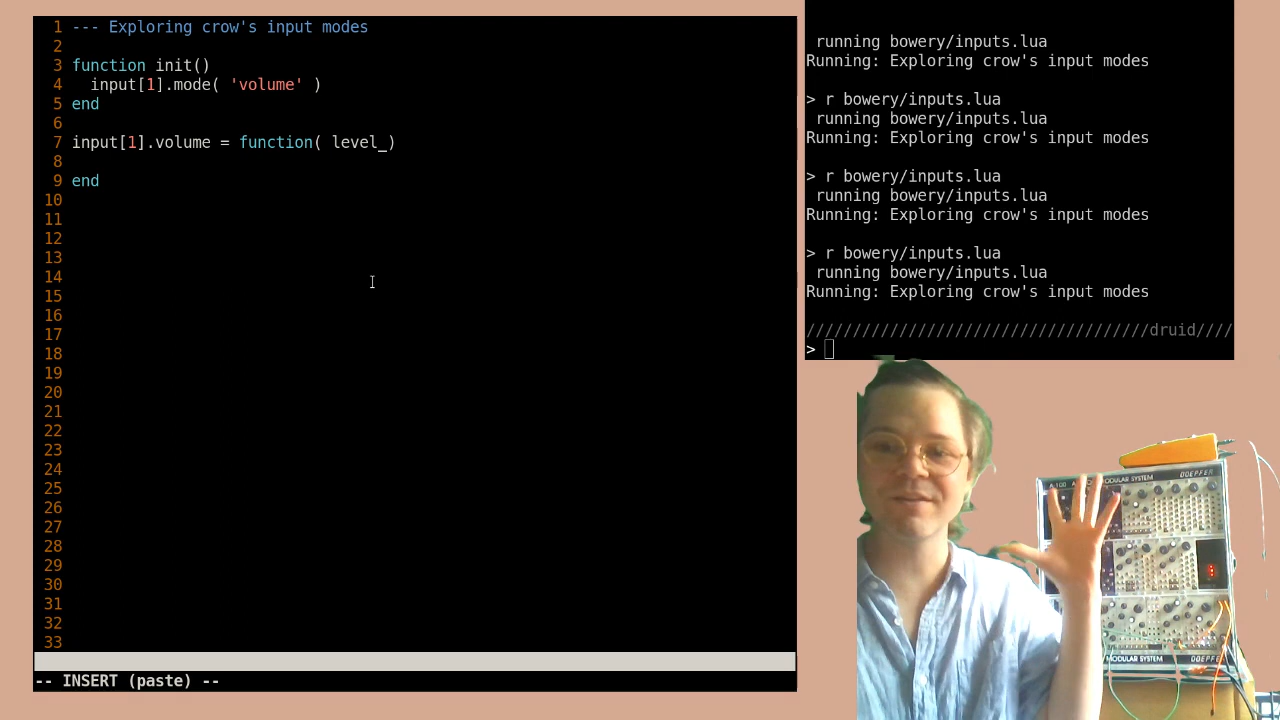 1 --- Exploring crow's input modes
2
3 function init()
4   input[1].mode( 'volume' )
5 end
6
7 input[1].volume = function( level_)
8
9 end
10
11
12
13
14
15
16
17
18
19
20
21
22
23
24
25
26
27
28
29
30
31
32
33
-- INSERT (paste) --
running bowery/inputs.lua
Running: Exploring crow's input modes
> r bowery/inputs.lua
running bowery/inputs.lua
Running: Exploring crow's input modes
> r bowery/inputs.lua
running bowery/inputs.lua
Running: Exploring crow's input modes
> r bowery/inputs.lua
running bowery/inputs.lua
Running: Exploring crow's input modes
/////////////////////////////////////druid////
>
MODULAR SYSTEM DOEPFER
MODULAR SYSTEM DOEPFER